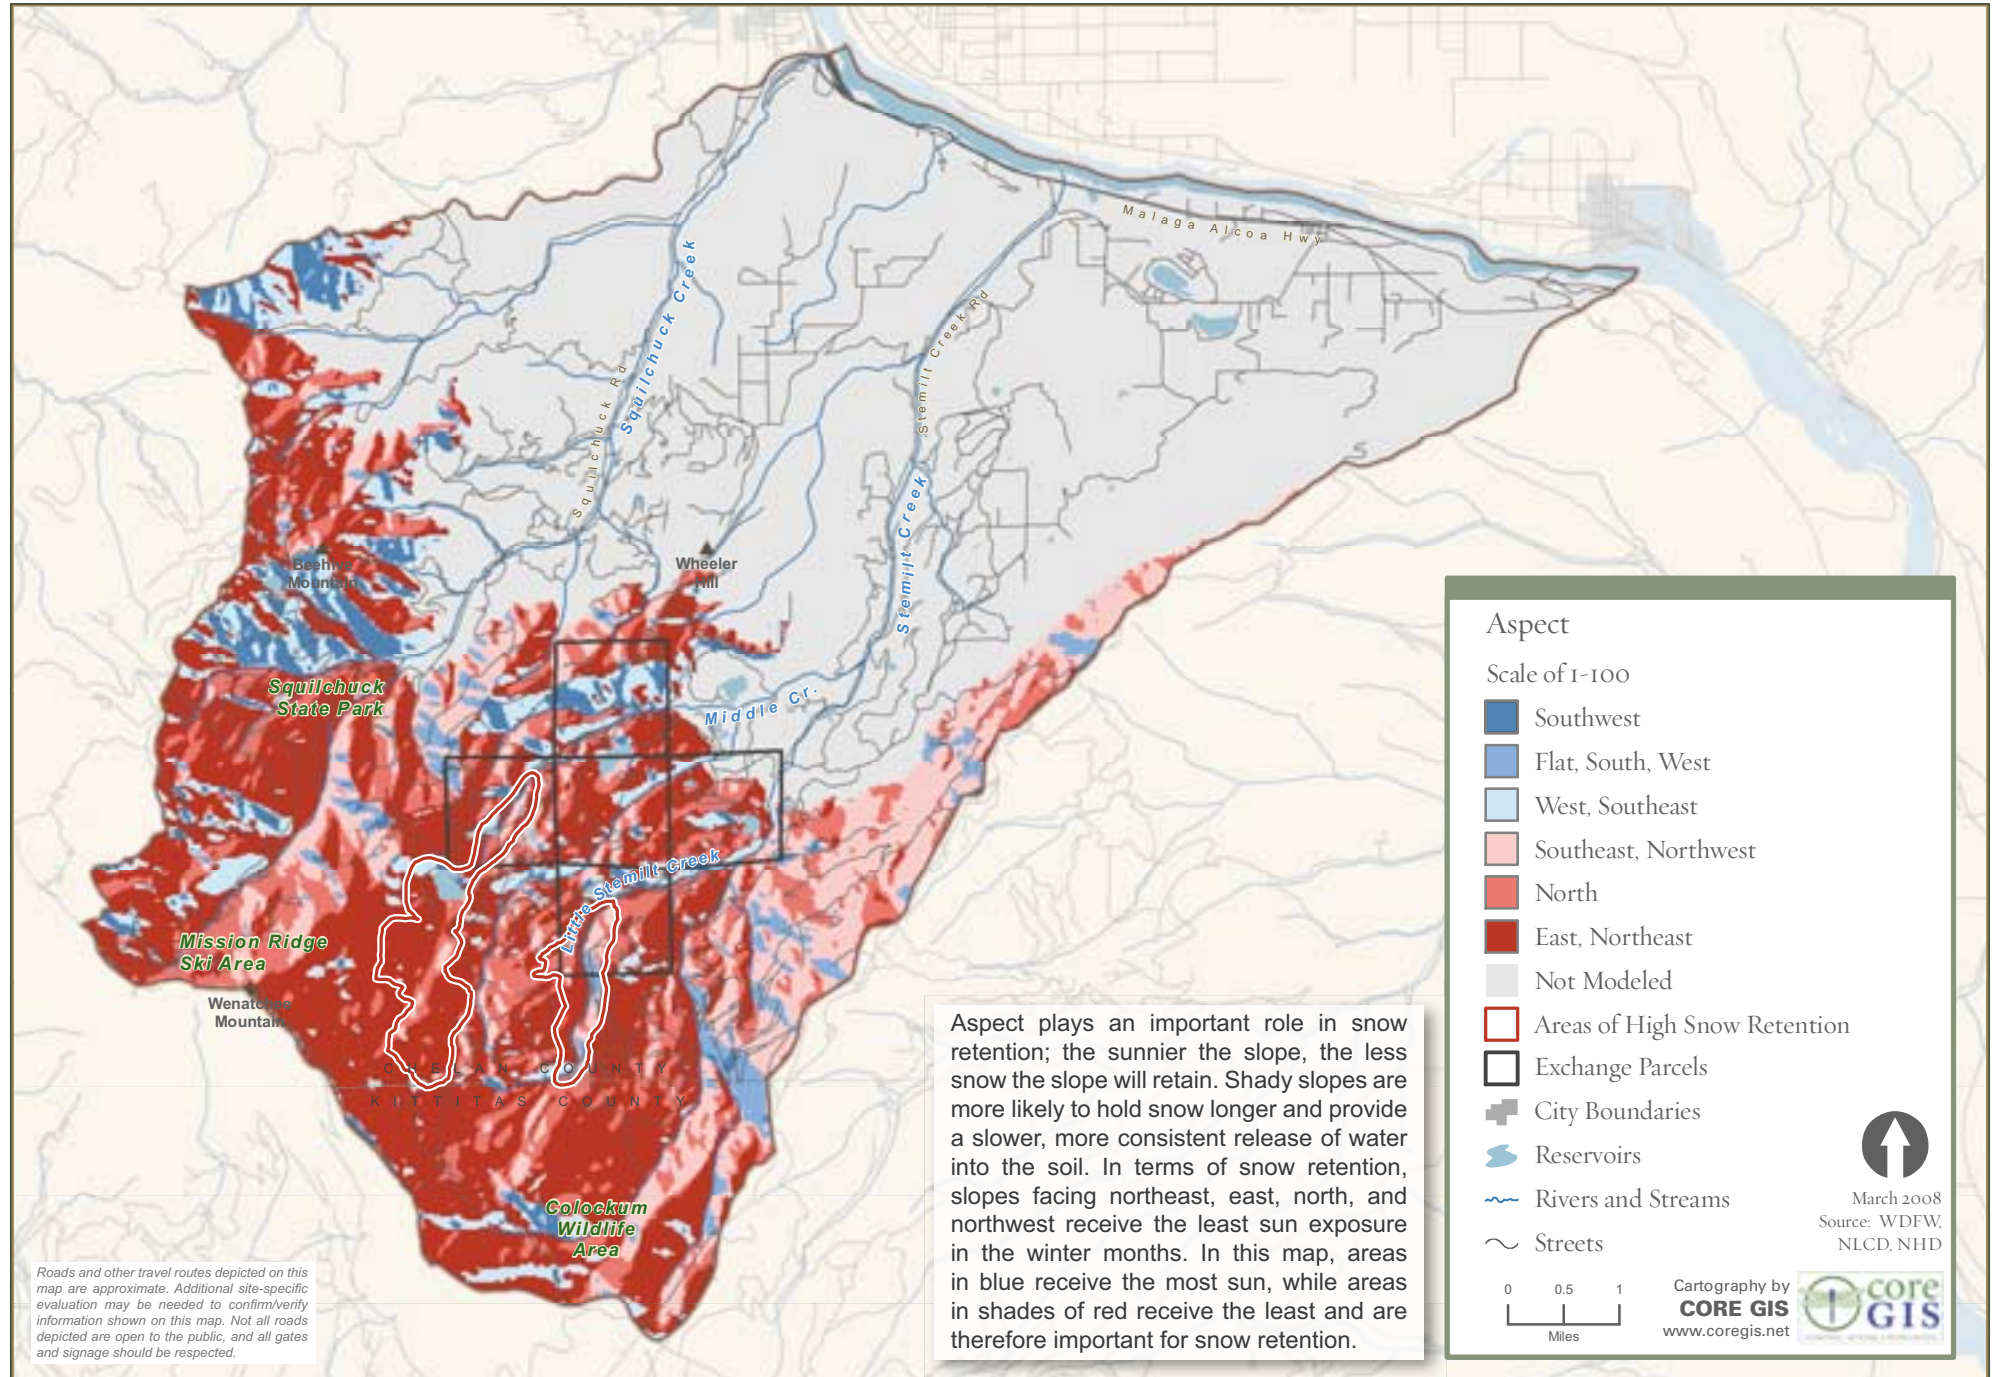 Malaga Alcoa Hwy
Squilchuck Creek
Stemilt Creek Rd
Squilchuck Rd
Stemilt Creek
Beehive
Mountain
Wheeler
Hill
Squilchuck
State Park
Middle Cr.
Little Stemilt Creek
Mission Ridge
Ski Area
Wenatchee
Mountain
CHELAN COUNTY
KITTITAS COUNTY
Colockum
Wildlife
Area
Aspect
Scale of 1-100
Southwest
Flat, South, West
West, Southeast
Southeast, Northwest
North
East, Northeast
Not Modeled
Areas of High Snow Retention
Exchange Parcels
City Boundaries
Reservoirs
Rivers and Streams
Streets
March 2008
Source: WDFW,
NLCD, NHD
0 0.5 1
Miles
Cartography by
CORE GIS
www.coregis.net
core
GIS
Aspect plays an important role in snow
retention; the sunnier the slope, the less
snow the slope will retain. Shady slopes are
more likely to hold snow longer and provide
a slower, more consistent release of water
into the soil. In terms of snow retention,
slopes facing northeast, east, north, and
northwest receive the least sun exposure
in the winter months. In this map, areas
in blue receive the most sun, while areas
in shades of red receive the least and are
therefore important for snow retention.
Roads and other travel routes depicted on this
map are approximate. Additional site-specific
evaluation may be needed to confirm/verify
information shown on this map. Not all roads
depicted are open to the public, and all gates
and signage should be respected.